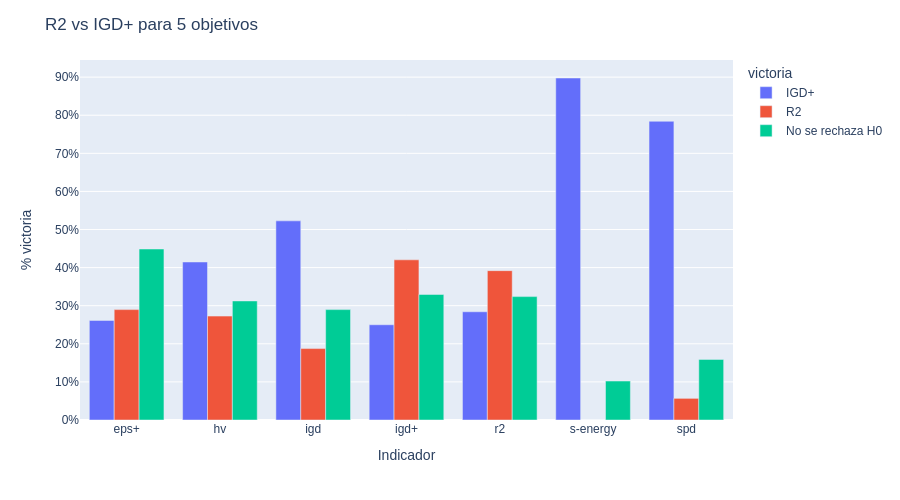 R2 vs IGD+ para 5 objetivos
% victoria
90%
80%
70%
60%
50%
40%
30%
20%
10%
0%
eps+ hv igd igd+ r2 s-energy spd
Indicador
victoria
IGD+
R2
No se rechaza H0